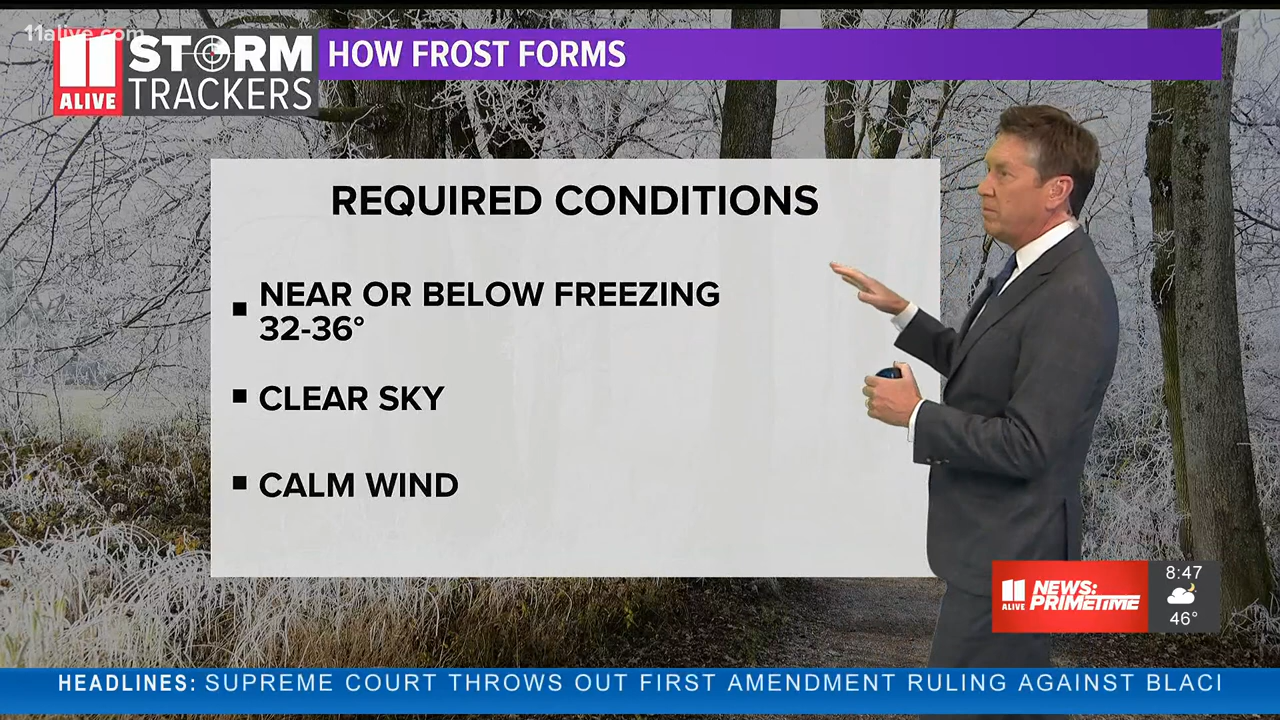 11alive.com
11 STORM
ALIVE TRACKERS
HOW FROST FORMS
REQUIRED CONDITIONS
NEAR OR BELOW FREEZING
32-36°
CLEAR SKY
CALM WIND
11 NEWS:
ALIVE PRIMETIME
8:47
46°
HEADLINES: SUPREME COURT THROWS OUT FIRST AMENDMENT RULING AGAINST BLACI